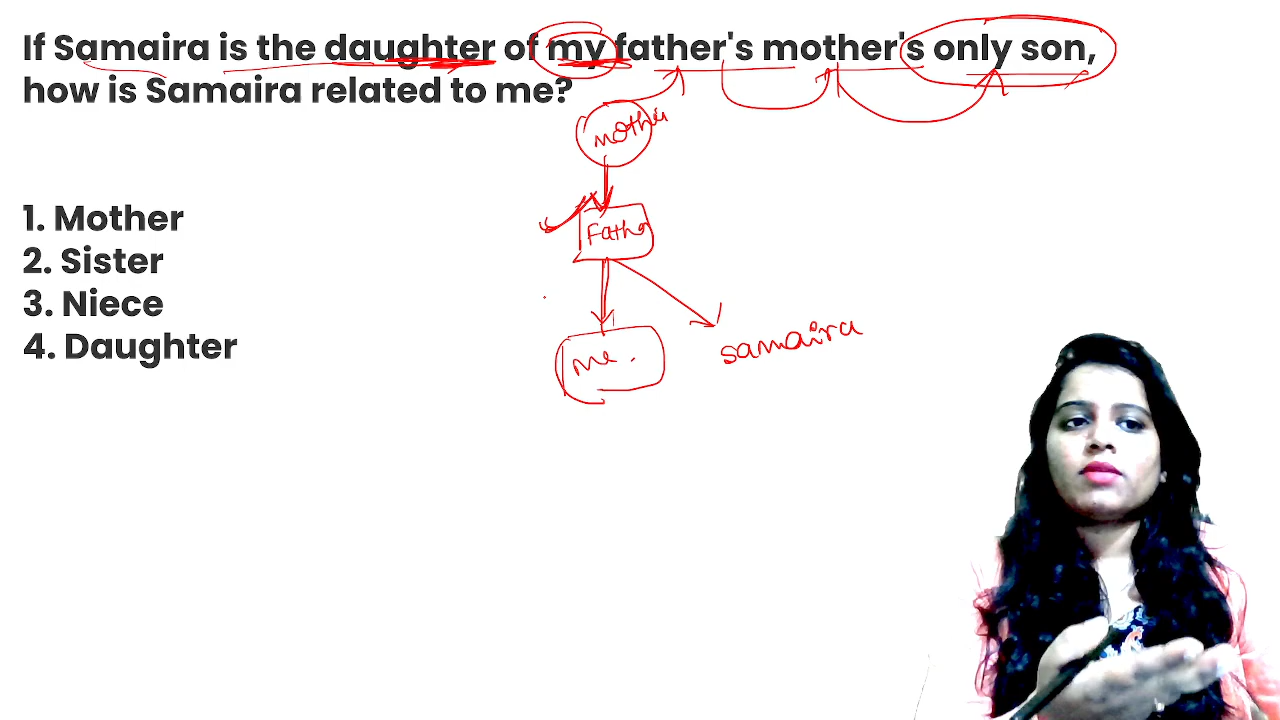 If Samaira is the daughter of my father's mother's only son,
how is Samaira related to me?
mother
1. Mother
Father
2. Sister
3. Niece
4. Daughter
me.
samaira